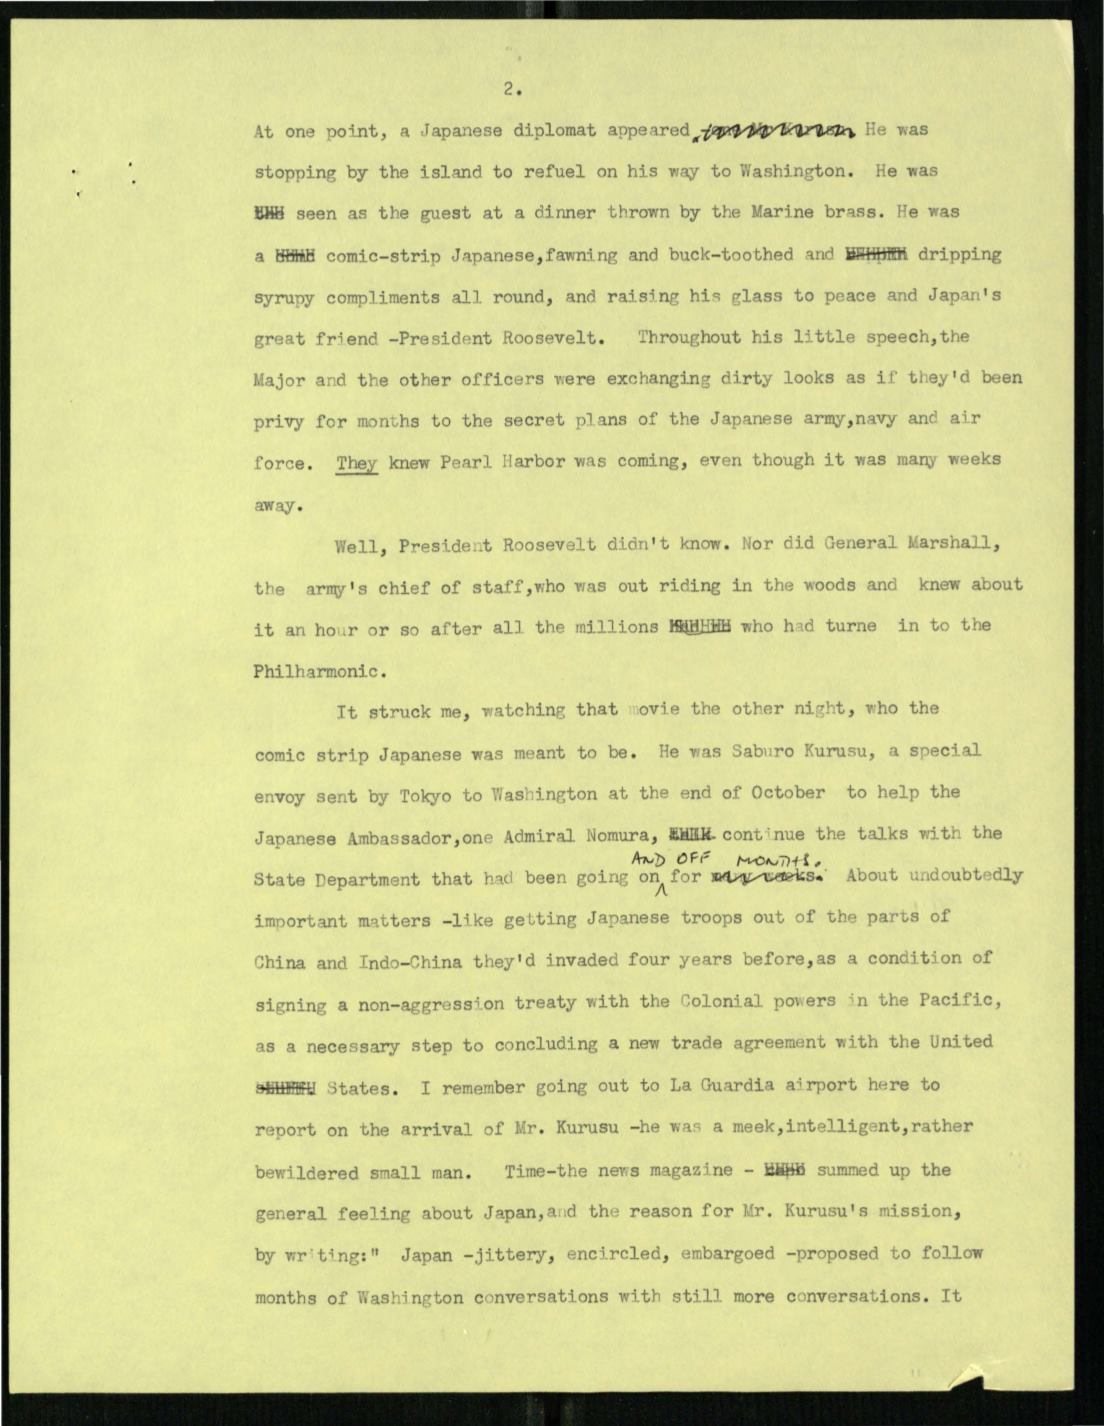 2.
At one point, a Japanese diplomat appeared. He was
stopping by the island to refuel on his way to Washington. He was
seen as the guest at a dinner thrown by the Marine brass. He was
a comic-strip Japanese,fawning and buck-toothed and dripping
syrupy compliments all round, and raising his glass to peace and Japan's
great friend -President Roosevelt. Throughout his little speech,the
Major and the other officers were exchanging dirty looks as if they'd been
privy for months to the secret plans of the Japanese army,navy and air
force. They knew Pearl Harbor was coming, even though it was many weeks
away.
Well, President Roosevelt didn't know. Nor did General Marshall,
the army's chief of staff,who was out riding in the woods and knew about
it an hour or so after all the millions who had turne in to the
Philharmonic.
It struck me, watching that movie the other night, who the
comic strip Japanese was meant to be. He was Saburo Kurusu, a special
envoy sent by Tokyo to Washington at the end of October to help the
Japanese Ambassador,one Admiral Nomura, continue the talks with the
AND OFF MONTHS.
State Department that had been going on for many weeks. About undoubtedly
important matters -like getting Japanese troops out of the parts of
China and Indo-China they'd invaded four years before,as a condition of
signing a non-aggression treaty with the Colonial powers in the Pacific,
as a necessary step to concluding a new trade agreement with the United
States. I remember going out to La Guardia airport here to
report on the arrival of Mr. Kurusu -he was a meek,intelligent,rather
bewildered small man. Time-the news magazine - summed up the
general feeling about Japan,and the reason for Mr. Kurusu's mission,
by writing:" Japan -jittery, encircled, embargoed -proposed to follow
months of Washington conversations with still more conversations. It